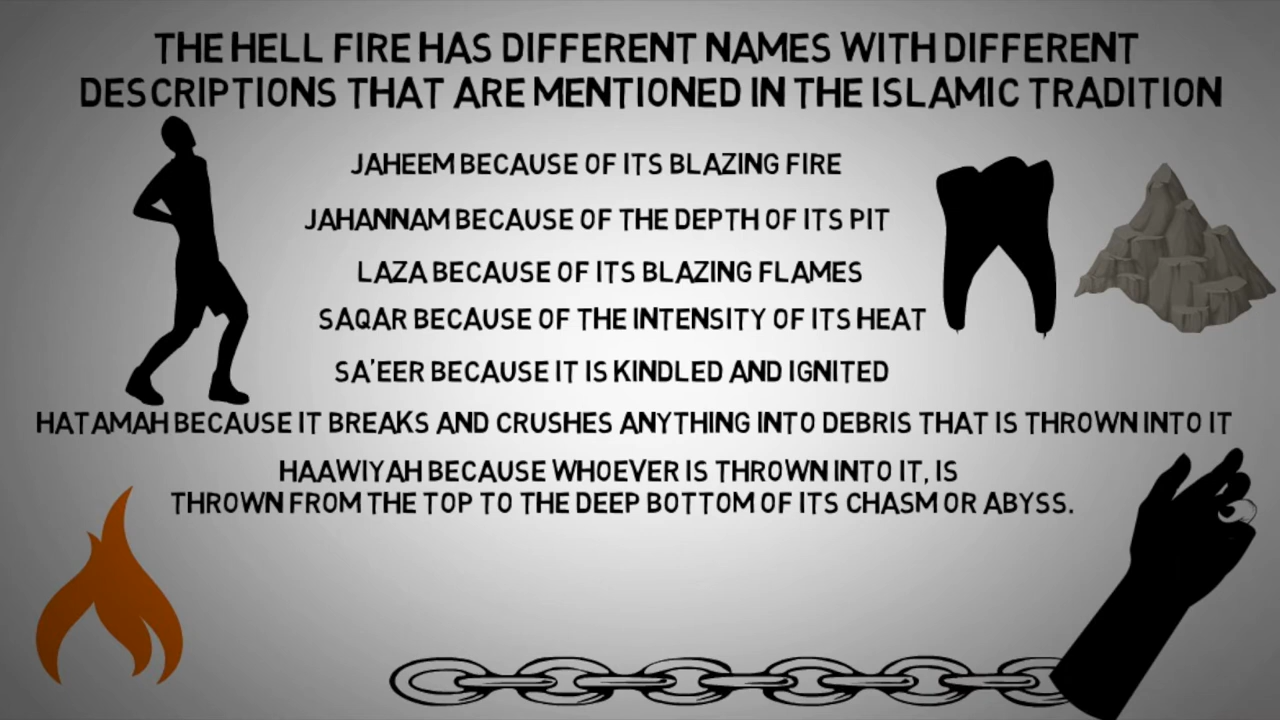 THE HELL FIRE HAS DIFFERENT NAMES WITH DIFFERENT
DESCRIPTIONS THAT ARE MENTIONED IN THE ISLAMIC TRADITION
JAHEEM BECAUSE OF ITS BLAZING FIRE
JAHANNAM BECAUSE OF THE DEPTH OF ITS PIT
LAZA BECAUSE OF ITS BLAZING FLAMES
SAQAR BECAUSE OF THE INTENSITY OF ITS HEAT
SA'EER BECAUSE IT IS KINDLED AND IGNITED
HATAMAH BECAUSE IT BREAKS AND CRUSHES ANYTHING INTO DEBRIS THAT IS THROWN INTO IT
HAAWIYAH BECAUSE WHOEVER IS THROWN INTO IT, IS
THROWN FROM THE TOP TO THE DEEP BOTTOM OF ITS CHASM OR ABYSS.